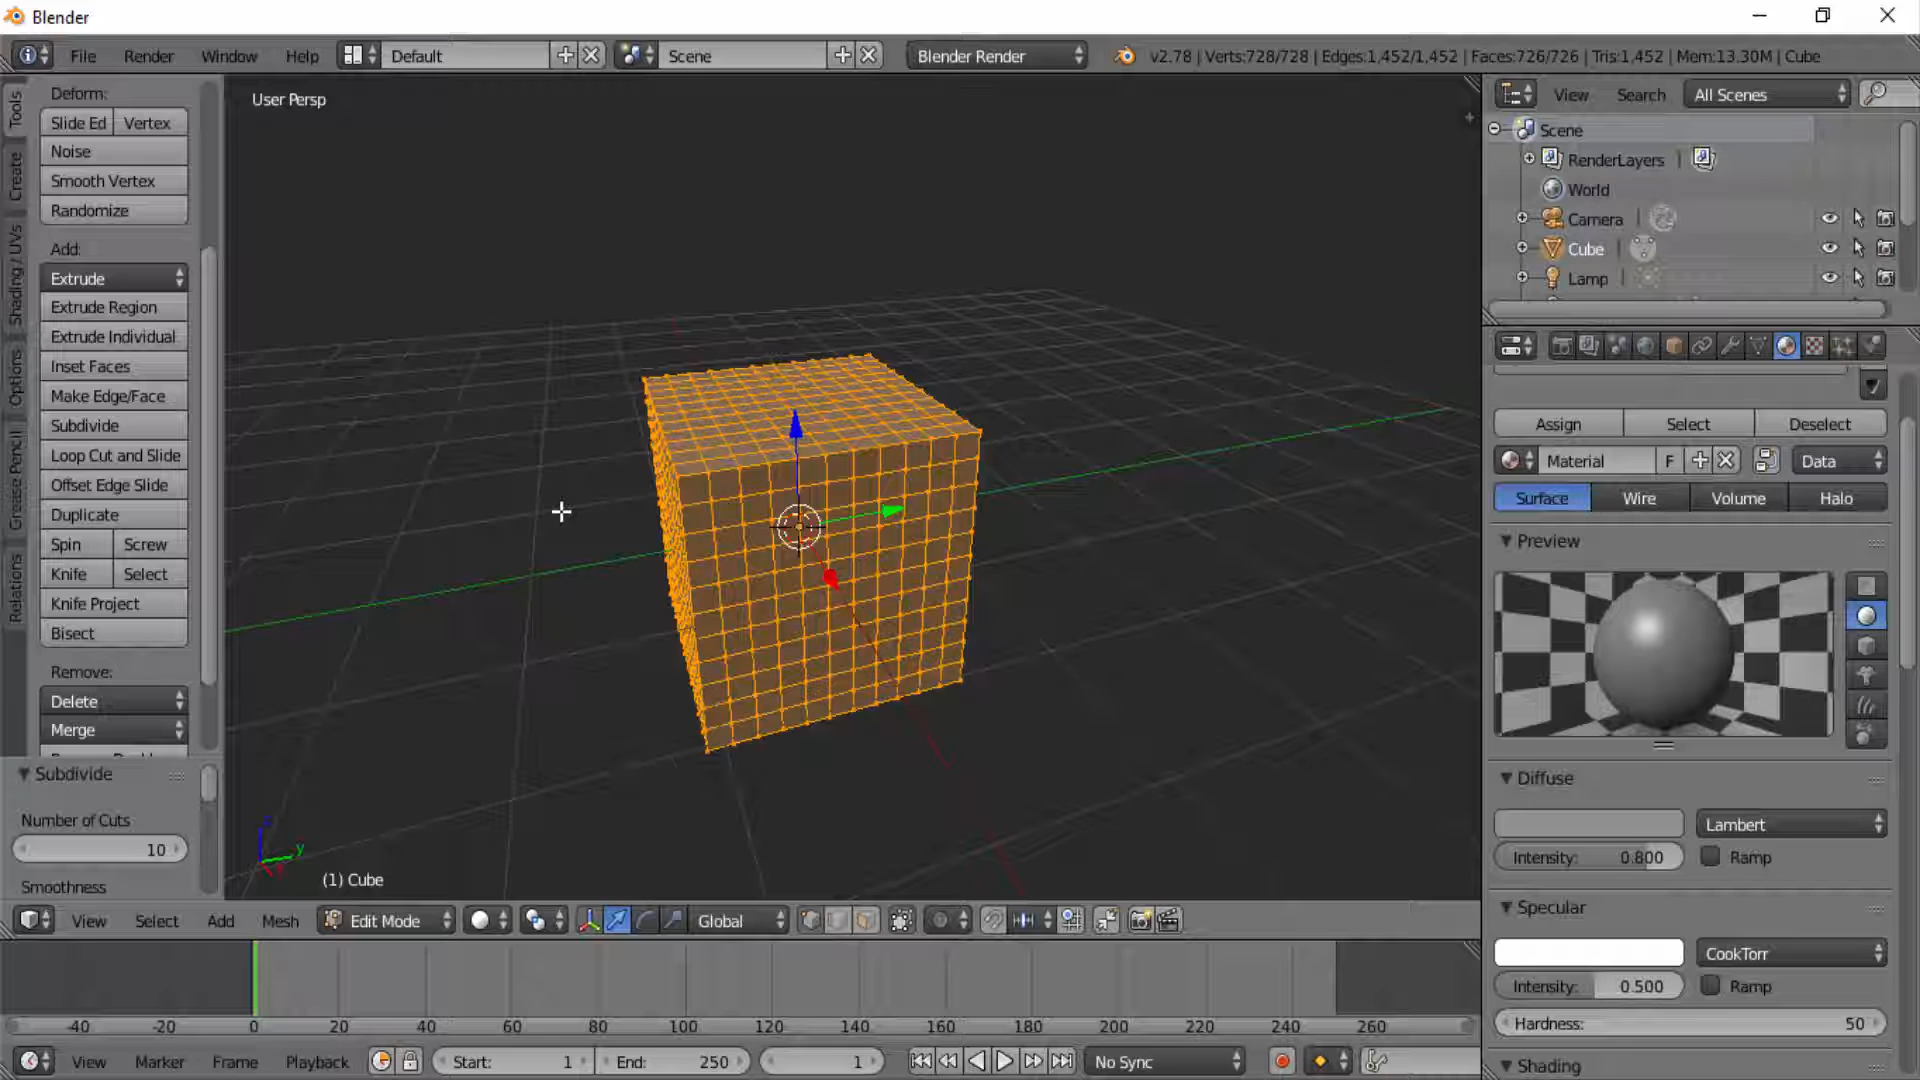 Blender
File Render Window Help Default Scene Blender Render v2.78 | Verts:728/728 | Edges:1,452/1,452 | Faces:726/726 | Tris:1,452 | Mem:13.30M | Cube
Tools
Create
Shading / UVs
Options
Grease Pencil
Relations
Deform:
Slide Ed Vertex
Noise
Smooth Vertex
Randomize
Add:
Extrude
Extrude Region
Extrude Individual
Inset Faces
Make Edge/Face
Subdivide
Loop Cut and Slide
Offset Edge Slide
Duplicate
Spin Screw
Knife Select
Knife Project
Bisect
Remove:
Delete
Merge
Subdivide
Number of Cuts
10
Smoothness
User Persp
z
y
(1) Cube
View Select Add Mesh Edit Mode Global
-40 -20 0 20 40 60 80 100 120 140 160 180 200 220 240 260
View Marker Frame Playback Start: 1 End: 250 1 No Sync
View Search All Scenes
Scene
RenderLayers |
World
Camera |
Cube |
Lamp |
Assign Select Deselect
Material F Data
Surface Wire Volume Halo
Preview
Diffuse
Lambert
Intensity: 0.800 Ramp
Specular
CookTorr
Intensity: 0.500 Ramp
Hardness: 50
Shading